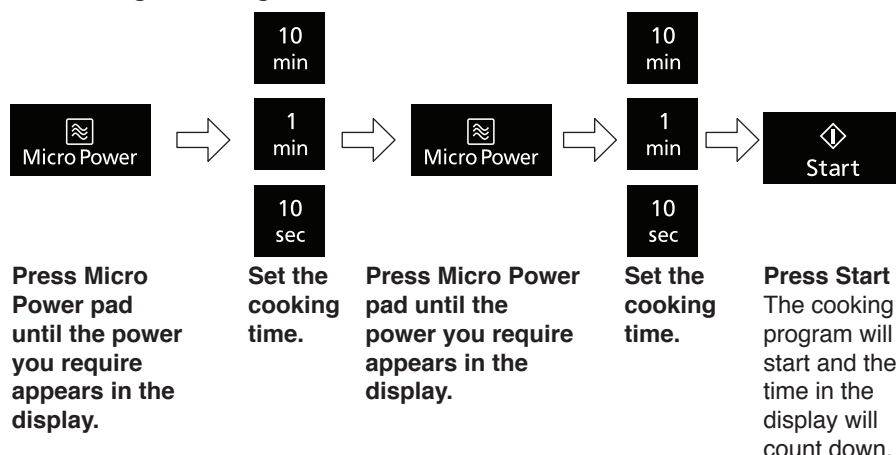 10
min
1
min
10
sec
Micro Power
10
min
1
min
10
sec
Micro Power
Start
Press Micro
Power pad
until the power
you require
appears in the
display.
Set the
cooking
time.
Press Micro Power
pad until the
power you require
appears in the
display.
Set the
cooking
time.
Press Start
The cooking
program will
start and the
time in the
display will
count down.